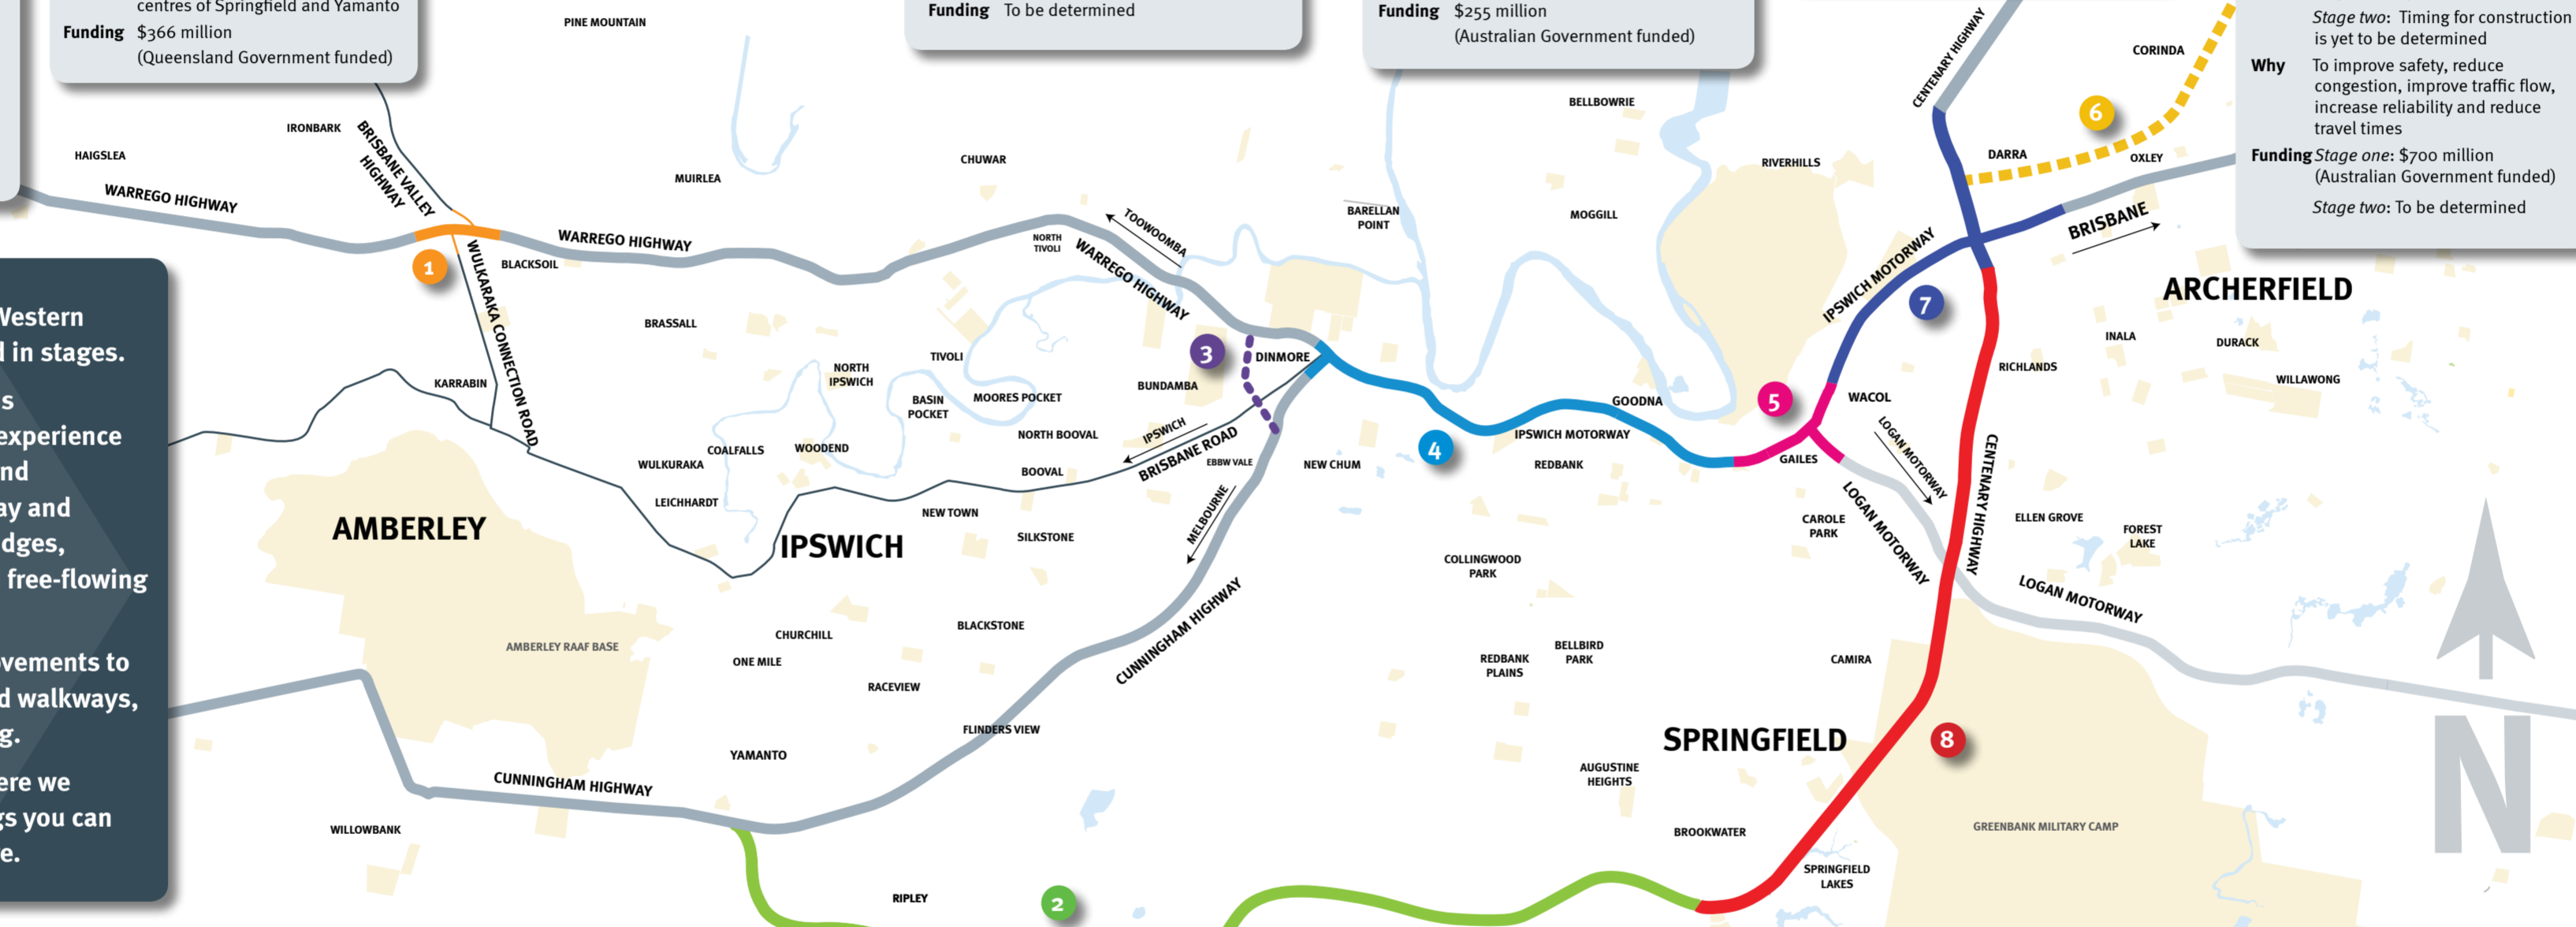 centres of Springfield and Yamanto
Funding $366 million
(Queensland Government funded)
Funding To be determined
Funding $255 million
(Australian Government funded)
Stage two: Timing for construction
is yet to be determined
Why To improve safety, reduce
congestion, improve traffic flow,
increase reliability and reduce
travel times
Funding Stage one: $700 million
(Australian Government funded)
Stage two: To be determined
Western
in stages.
s
experience
nd
ay and
dges,
free-flowing
ovements to
d walkways,
g.
ere we
gs you can
e.
PINE MOUNTAIN
CENTENARY HIGHWAY
CORINDA
BELLBOWRIE
6
IRONBARK
BRISBANE VALLEY
HIGHWAY
HAIGSLEA
CHUWAR
RIVERHILLS
DARRA
OXLEY
MUIRLEA
WARREGO HIGHWAY
TOOWOOMBA
BARELLAN
POINT
MOGGILL
BRISBANE
WARREGO HIGHWAY
NORTH
TIVOLI
WARREGO HIGHWAY
1
BLACKSOIL
WULKARAKA CONNECTION ROAD
IPSWICH MOTORWAY
7
ARCHERFIELD
BRASSALL
INALA
DURACK
3
DINMORE
TIVOLI
NORTH
IPSWICH
RICHLANDS
WILLAWONG
KARRABIN
BUNDAMBA
BASIN
POCKET
MOORES POCKET
GOODNA
5
WACOL
NORTH BOOVAL
IPSWICH
BRISBANE ROAD
IPSWICH MOTORWAY
4
LOGAN MOTORWAY
COALFALLS
WOODEND
WULKURAKA
BOOVAL
EBBW VALE
NEW CHUM
REDBANK
GAILES
CENTENARY HIGHWAY
LEICHHARDT
NEW TOWN
MELBOURNE
CAROLE
PARK
LOGAN MOTORWAY
ELLEN GROVE
FOREST
LAKE
AMBERLEY
IPSWICH
SILKSTONE
COLLINGWOOD
PARK
LOGAN MOTORWAY
CUNNINGHAM HIGHWAY
BLACKSTONE
CHURCHILL
AMBERLEY RAAF BASE
ONE MILE
REDBANK
PLAINS
BELLBIRD
PARK
CAMIRA
RACEVIEW
FLINDERS VIEW
SPRINGFIELD
8
YAMANTO
AUGUSTINE
HEIGHTS
CUNNINGHAM HIGHWAY
N
WILLOWBANK
BROOKWATER
GREENBANK MILITARY CAMP
SPRINGFIELD
LAKES
RIPLEY
2